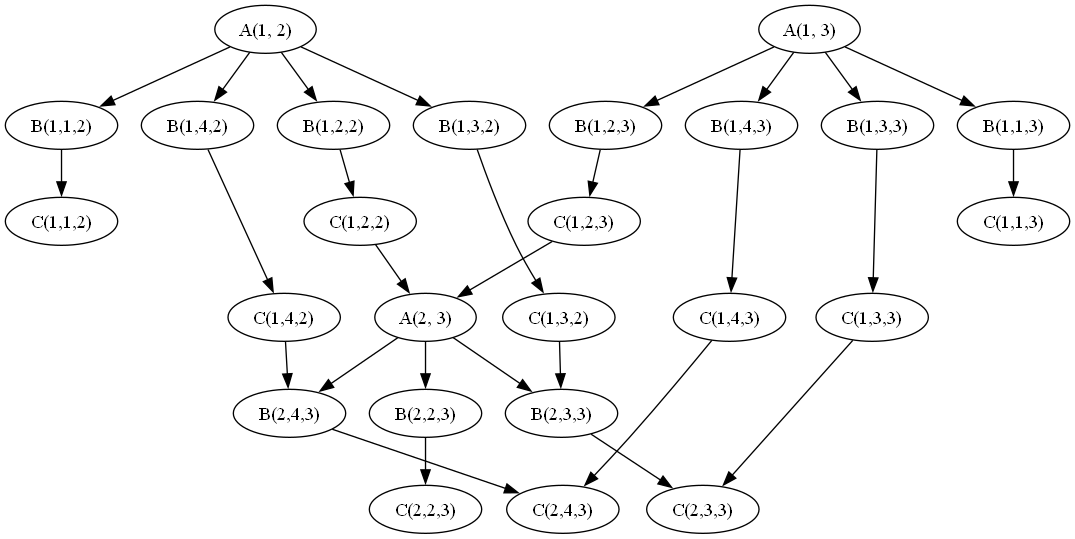 A(1, 2)
A(1, 3)
B(1,1,2)
B(1,4,2)
B(1,2,2)
B(1,3,2)
B(1,2,3)
B(1,4,3)
B(1,3,3)
B(1,1,3)
C(1,1,2)
C(1,2,2)
C(1,2,3)
C(1,1,3)
C(1,4,2)
A(2, 3)
C(1,3,2)
C(1,4,3)
C(1,3,3)
B(2,4,3)
B(2,2,3)
B(2,3,3)
C(2,2,3)
C(2,4,3)
C(2,3,3)